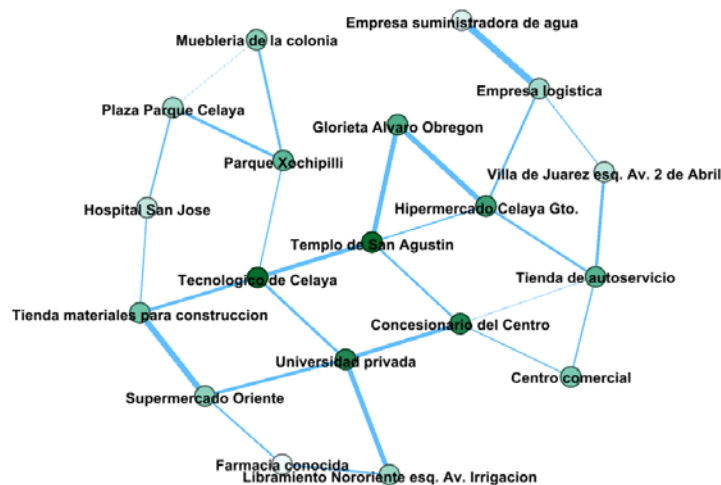 Empresa suministradora de agua
Muebleria de la colonia
Empresa logistica
Plaza Parque Celaya
Glorieta Alvaro Obregon
Parque Xochipilli
Villa de Juarez esq. Av. 2 de Abril
Hospital San Jose
Hipermercado Celaya Gto.
Templo de San Agustin
Tecnologico de Celaya
Tienda de autoservicio
Tienda materiales para construccion
Concesionario del Centro
Universidad privada
Centro comercial
Supermercado Oriente
Farmacia conocida
Libramiento Nororiente esq. Av. Irrigacion